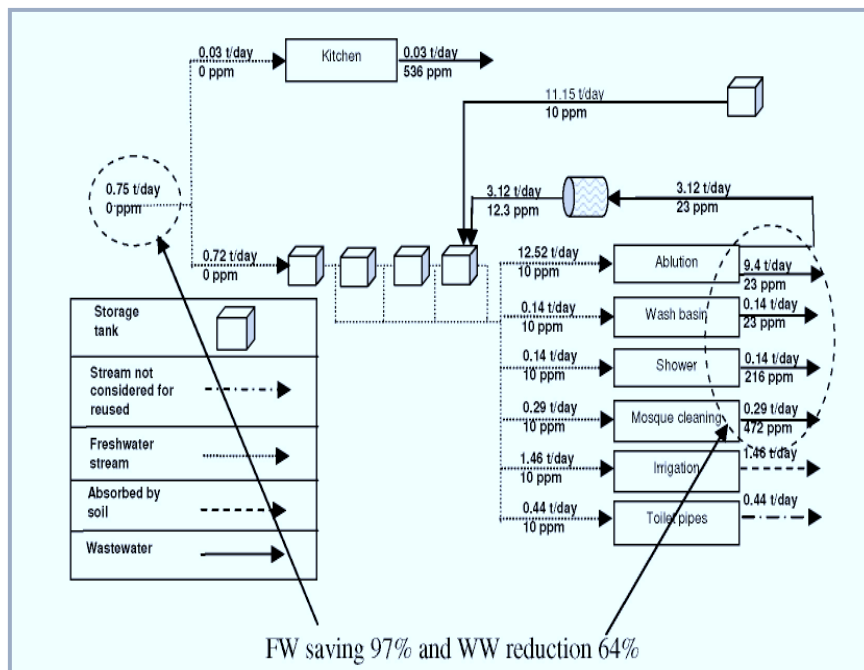 0.03 t/day
0 ppm
Kitchen
0.03 t/day
536 ppm
11.15 t/day
10 ppm
0.75 t/day
0 ppm
3.12 t/day
12.3 ppm
3.12 t/day
23 ppm
0.72 t/day
0 ppm
12.52 t/day
10 ppm
Ablution
9.4 t/day
23 ppm
0.14 t/day
10 ppm
Wash basin
0.14 t/day
23 ppm
0.14 t/day
10 ppm
Shower
0.14 t/day
216 ppm
0.29 t/day
10 ppm
Mosque cleaning
0.29 t/day
472 ppm
1.46 t/day
10 ppm
Irrigation
1.46 t/day
0.44 t/day
10 ppm
Toilet pipes
0.44 t/day
Storage
tank
Stream not
considered for
reused
Freshwater
stream
Absorbed by
soil
Wastewater
FW saving 97% and WW reduction 64%